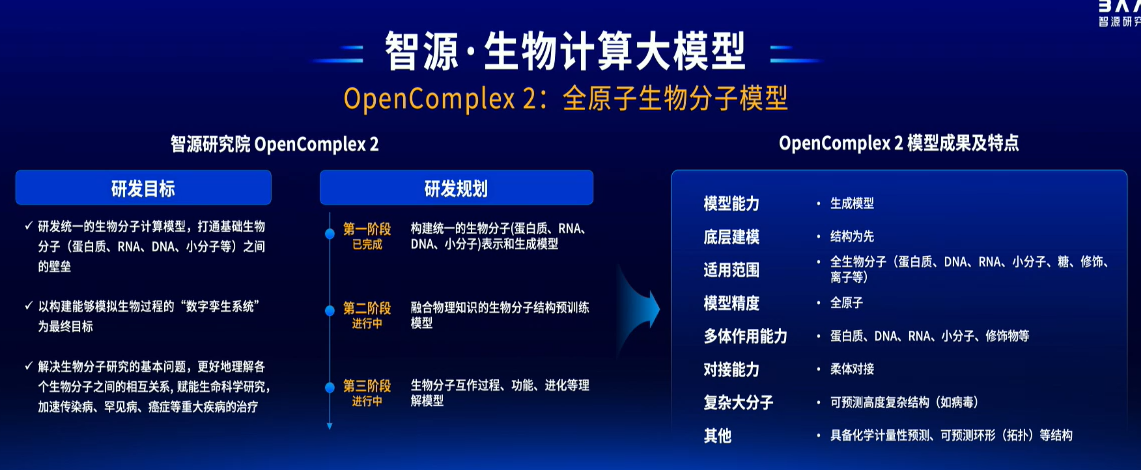 智源研究
智源·生物计算大模型
OpenComplex 2：全原子生物分子模型
智源研究院 OpenComplex 2
研发目标
✓ 研发统一的生物分子计算模型，打通基础生物
分子（蛋白质、RNA、DNA、小分子等）之间
的壁垒
✓ 以构建能够模拟生物过程的“数字孪生系统”
为最终目标
✓ 解决生物分子研究的基本问题，更好地理解各
个生物分子之间的相互关系, 赋能生命科学研究，
加速传染病、罕见病、癌症等重大疾病的治疗
研发规划
第一阶段
已完成
构建统一的生物分子(蛋白质、RNA、
DNA、小分子)表示和生成模型
第二阶段
进行中
融合物理知识的生物分子结构预训练
模型
第三阶段
进行中
生物分子互作过程、功能、进化等理
解模型
OpenComplex 2 模型成果及特点
模型能力 • 生成模型
底层建模 • 结构为先
适用范围 • 全生物分子（蛋白质、DNA、RNA、小分子、糖、修饰、
离子等）
模型精度 • 全原子
多体作用能力 • 蛋白质、DNA、RNA、小分子、修饰物等
对接能力 • 柔体对接
复杂大分子 • 可预测高度复杂结构（如病毒）
其他 • 具备化学计量性预测、可预测环形（拓扑）等结构